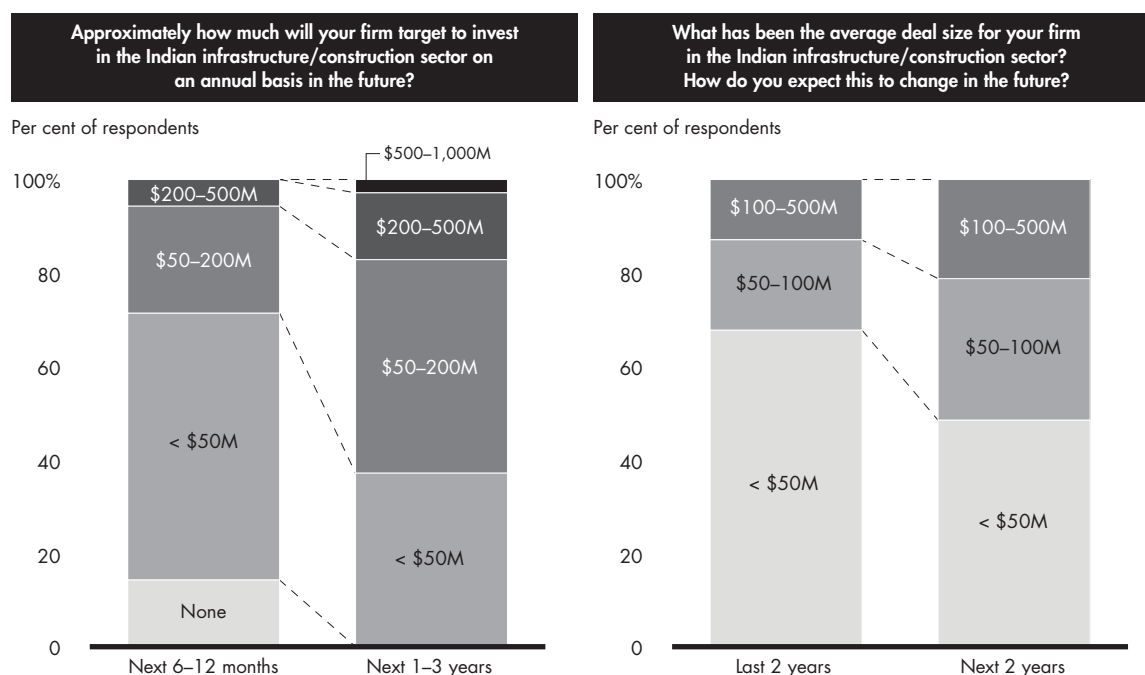 Approximately how much will your firm target to invest
in the Indian infrastructure/construction sector on
an annual basis in the future?
Per cent of respondents
$500–1,000M
100%
80
60
40
20
0
$200–500M
$50–200M
< $50M
None
$200–500M
$50–200M
< $50M
Next 6–12 months
Next 1–3 years
What has been the average deal size for your firm
in the Indian infrastructure/construction sector?
How do you expect this to change in the future?
Per cent of respondents
100%
80
60
40
20
0
$100–500M
$50–100M
< $50M
$100–500M
$50–100M
< $50M
Last 2 years
Next 2 years